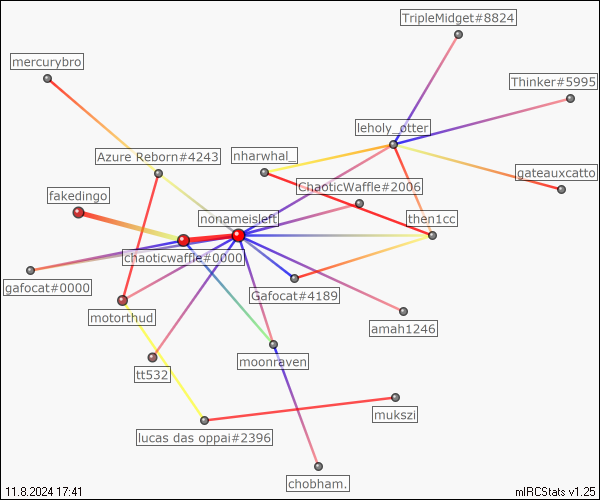 TripleMidget#8824
mercurybro
Thinker#5995
leholy_otter
Azure Reborn#4243
nharwhal_
gateauxcatto
ChaoticWaffle#2006
fakedingo
nonameisleft
then1cc
chaoticwaffle#0000
gafocat#0000
Gafocat#4189
motorthud
amah1246
moonraven
tt532
mukszi
lucas das oppai#2396
chobham.
11.8.2024 17:41
mIRCStats v1.25